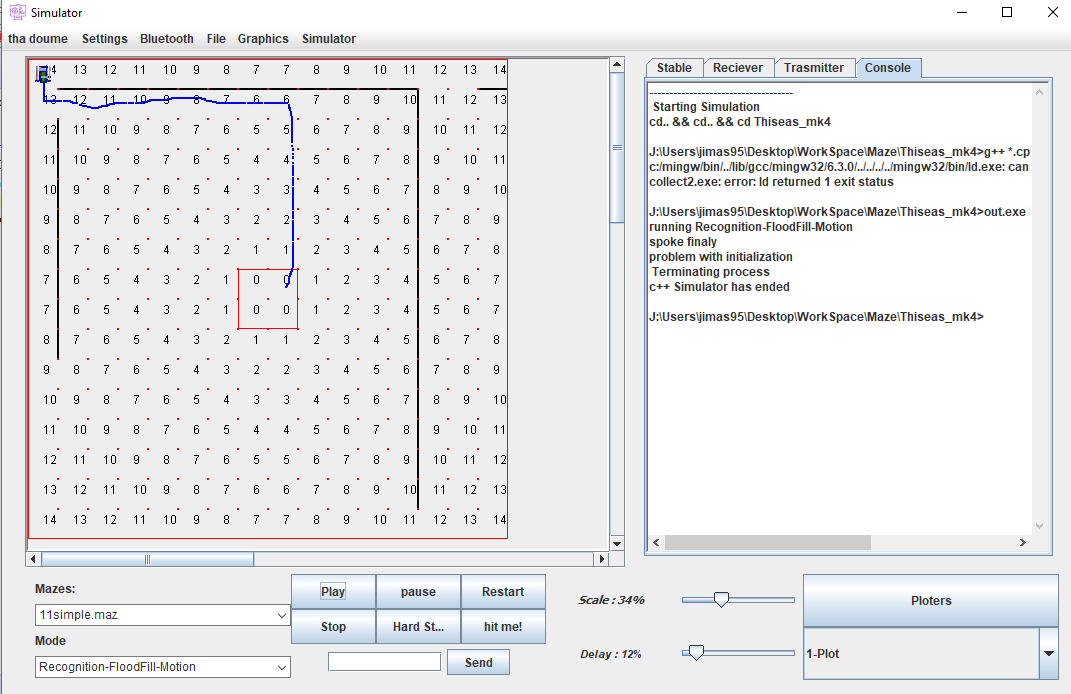 Simulator
tha doume Settings Bluetooth File Graphics Simulator
14 13 12 11 10 9 8 7 7 8 9 10 11 12 13 14
13 12 11 10 9 8 7 6 6 7 8 9 10 11 12 13
12 11 10 9 8 7 6 5 5 6 7 8 9 10 11 12
11 10 9 8 7 6 5 4 4 5 6 7 8 9 10 11
10 9 8 7 6 5 4 3 3 4 5 6 7 8 9 10
9 8 7 6 5 4 3 2 2 3 4 5 6 7 8 9
8 7 6 5 4 3 2 1 1 2 3 4 5 6 7 8
7 6 5 4 3 2 1 0 0 1 2 3 4 5 6 7
7 6 5 4 3 2 1 0 0 1 2 3 4 5 6 7
8 7 6 5 4 3 2 1 1 2 3 4 5 6 7 8
9 8 7 6 5 4 3 2 2 3 4 5 6 7 8 9
10 9 8 7 6 5 4 3 3 4 5 6 7 8 9 10
11 10 9 8 7 6 5 4 4 5 6 7 8 9 10 11
12 11 10 9 8 7 6 5 5 6 7 8 9 10 11 12
13 12 11 10 9 8 7 6 6 7 8 9 10 11 12 13
14 13 12 11 10 9 8 7 7 8 9 10 11 12 13 14
Stable Reciever Trasmitter Console
------------------------------------
Starting Simulation
cd.. && cd.. && cd Thiseas_mk4
J:\Users\jimas95\Desktop\WorkSpace\Maze\Thiseas_mk4>g++ *.cp
c:/mingw/bin/../lib/gcc/mingw32/6.3.0/../../../../mingw32/bin/ld.exe: can
collect2.exe: error: ld returned 1 exit status
J:\Users\jimas95\Desktop\WorkSpace\Maze\Thiseas_mk4>out.exe
running Recognition-FloodFill-Motion
spoke finaly
problem with initialization
Terminating process
c++ Simulator has ended
J:\Users\jimas95\Desktop\WorkSpace\Maze\Thiseas_mk4>
Mazes:
11simple.maz
Mode
Recognition-FloodFill-Motion
Play pause Restart
Stop Hard St... hit me!
Send
Scale : 34%
Delay : 12%
Ploters
1-Plot